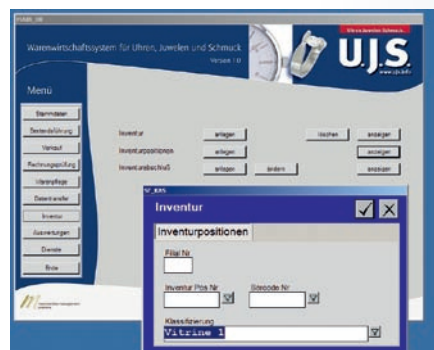 Warenwirtschaftssystem für Uhren, Juwelen und Schmuck
Version 1.0
U.J.S.
www.ujs.info
Menü
Stammdaten
Bestandsführung
Verkauf
Rechnungsprüfung
Warenpflege
Datentransfer
Inventur
Auswertungen
Dienste
Ende
Inventur anlegen löschen anzeigen
Inventurpositionen anlegen anzeigen
Inventurabschluß anlegen ändern anzeigen
Inventur
Inventurpositionen
Filial Nr
Inventur Pos Nr Barcode Nr
Klassifizierung
Vitrine 1